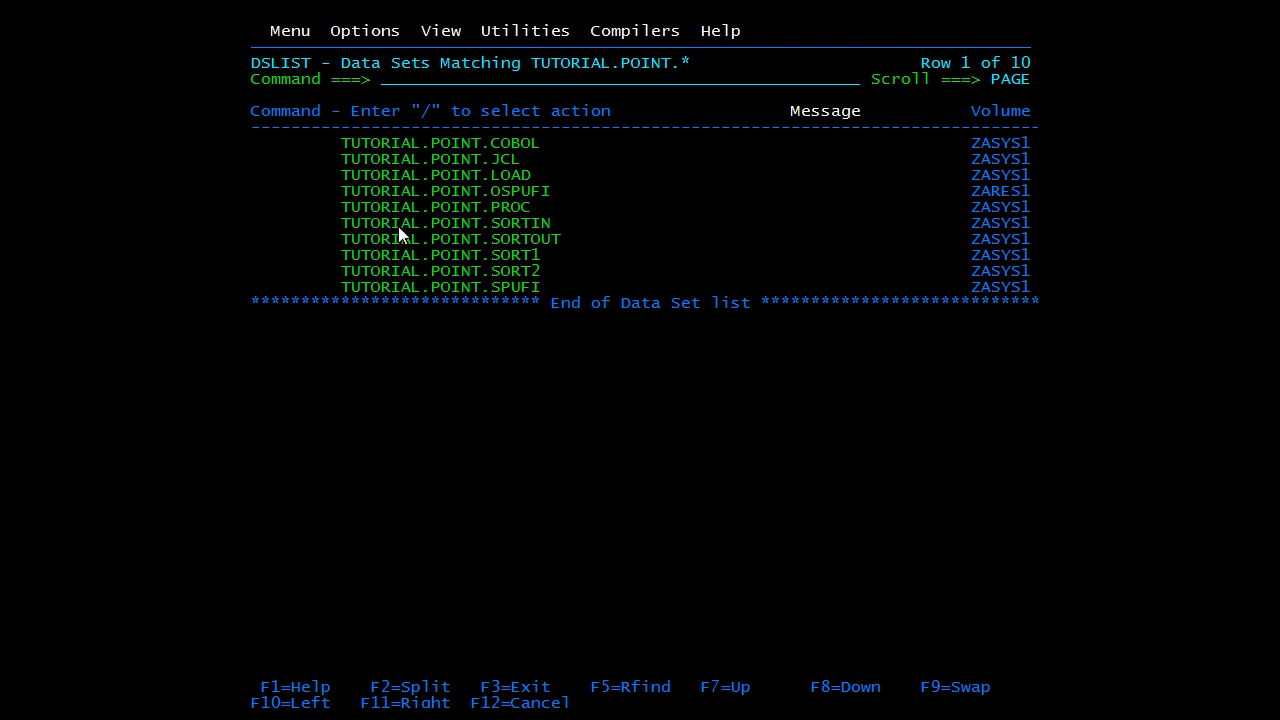 Menu Options View Utilities Compilers Help
DSLIST - Data Sets Matching TUTORIAL.POINT.* Row 1 of 10
Command ===> Scroll ===> PAGE
Command - Enter "/" to select action Message Volume
-------------------------------------------------------------------------------
TUTORIAL.POINT.COBOL ZASYS1
TUTORIAL.POINT.JCL ZASYS1
TUTORIAL.POINT.LOAD ZASYS1
TUTORIAL.POINT.OSPUFI ZARES1
TUTORIAL.POINT.PROC ZASYS1
TUTORIAL.POINT.SORTIN ZASYS1
TUTORIAL.POINT.SORTOUT ZASYS1
TUTORIAL.POINT.SORT1 ZASYS1
TUTORIAL.POINT.SORT2 ZASYS1
TUTORIAL.POINT.SPUFI ZASYS1
***************************** End of Data Set list ****************************
F1=Help F2=Split F3=Exit F5=Rfind F7=Up F8=Down F9=Swap
F10=Left F11=Right F12=Cancel